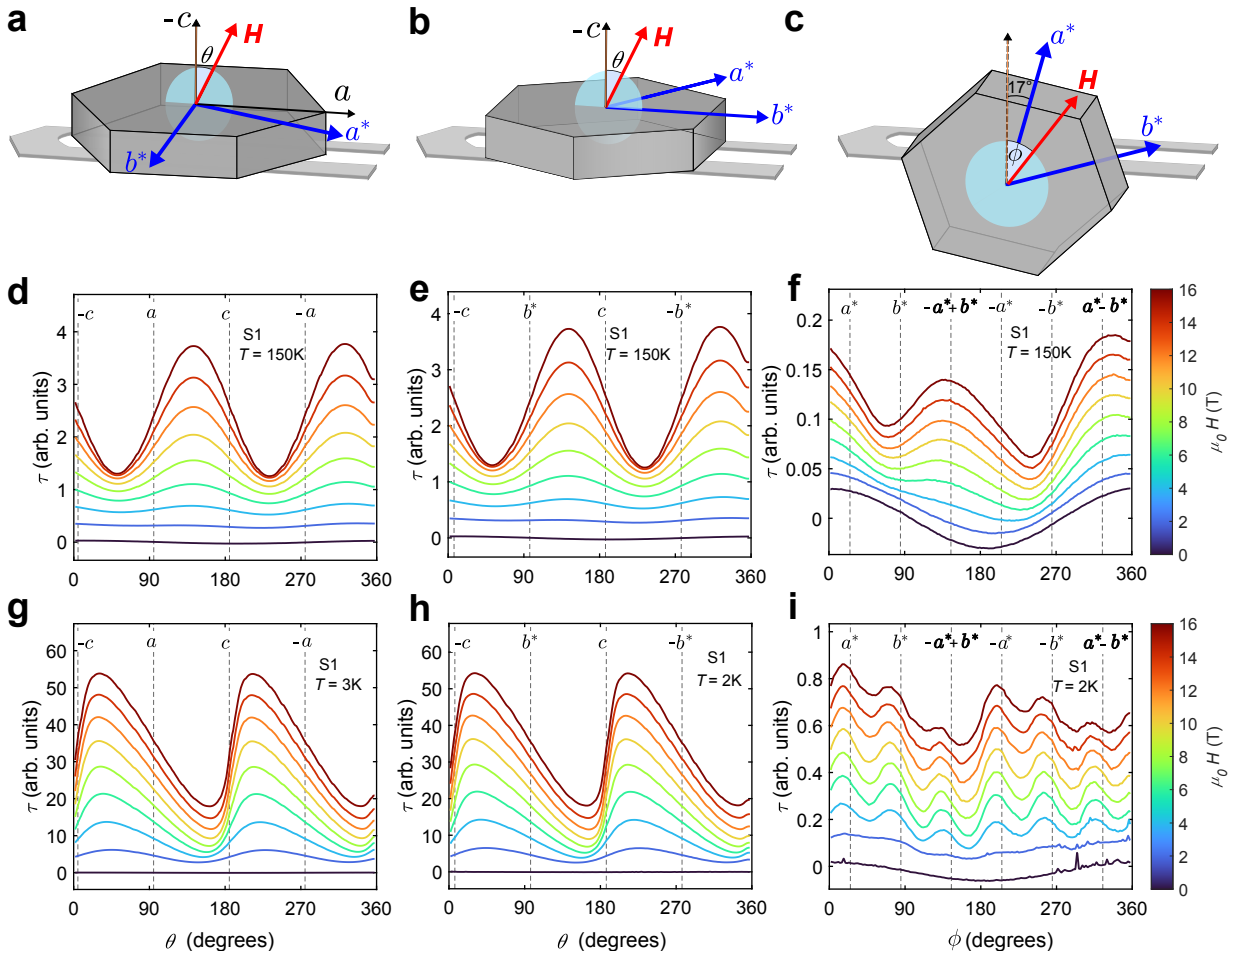 a
-c
H
θ
a
a*
b*
b
-c
H
θ
a*
b*
c
a*
17°
H
b*
ϕ
d
-c
a
c
-a
S1
T = 150K
τ (arb. units)
4
3
2
1
0
0
90
180
270
360
e
-c
b*
c
-b*
S1
T = 150K
τ (arb. units)
4
3
2
1
0
0
90
180
270
360
f
a*
b*
-a*+b*
-a*
-b*
a*-b*
S1
T = 150K
τ (arb. units)
0.2
0.15
0.1
0.05
0
0
90
180
270
360
16
14
12
10
8
6
4
2
0
μ0 H (T)
g
-c
a
c
-a
S1
T = 3K
τ (arb. units)
60
50
40
30
20
10
0
0
90
180
270
360
θ (degrees)
h
-c
b*
c
-b*
S1
T = 2K
τ (arb. units)
60
50
40
30
20
10
0
0
90
180
270
360
θ (degrees)
i
a*
b*
-a*+b*
-a*
-b*
a*-b*
S1
T = 2K
τ (arb. units)
1
0.8
0.6
0.4
0.2
0
0
90
180
270
360
ϕ (degrees)
16
14
12
10
8
6
4
2
0
μ0 H (T)